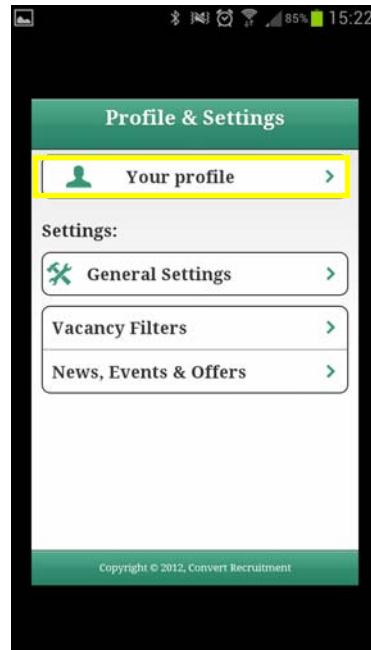 85% 15:22
Profile & Settings
Your profile
Settings:
General Settings
Vacancy Filters
News, Events & Offers
Copyright © 2012, Convert Recruitment